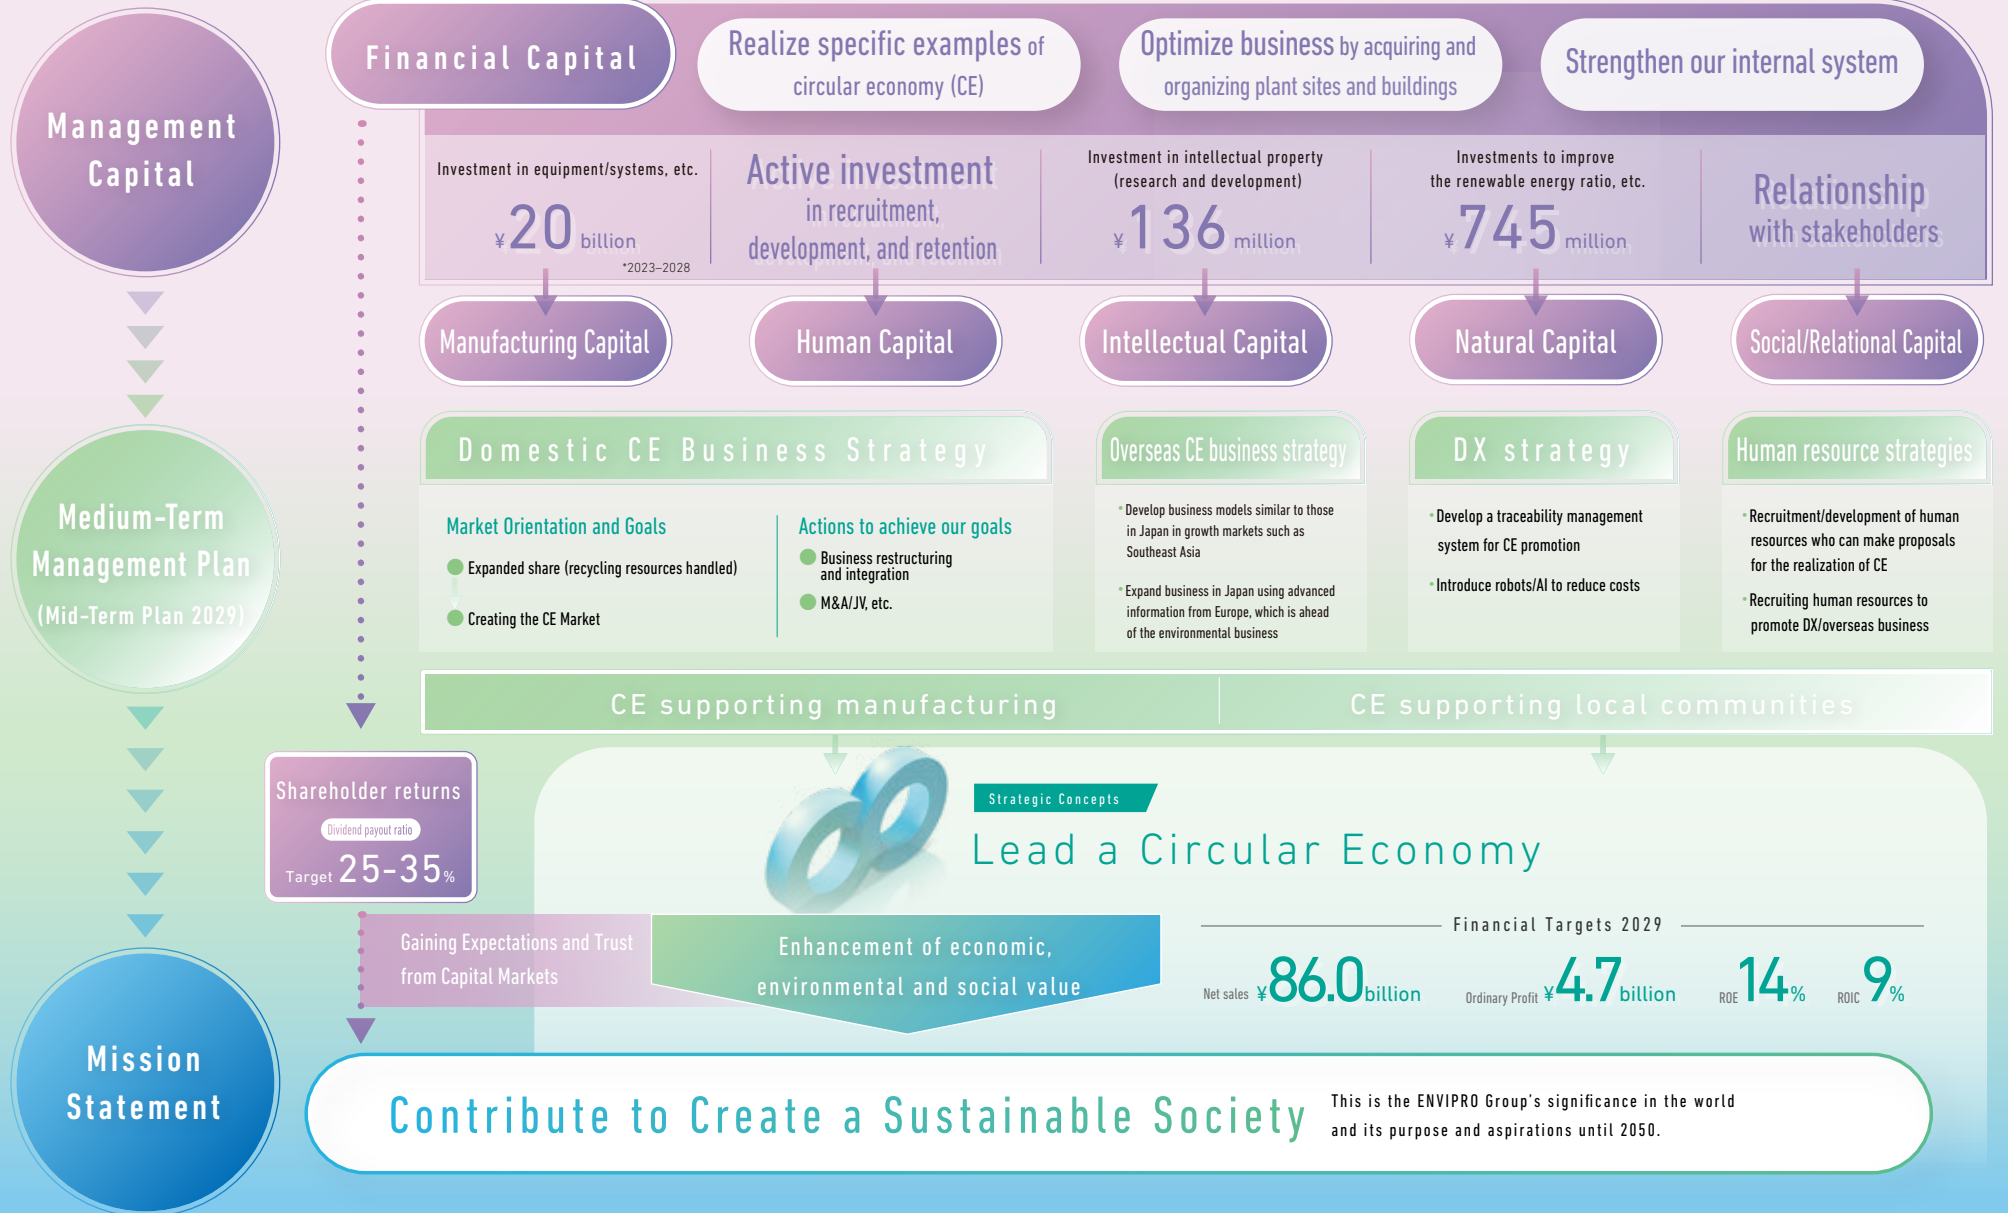 Management
Capital
Financial Capital
Realize specific examples of
circular economy (CE)
Optimize business by acquiring and
organizing plant sites and buildings
Strengthen our internal system
Investment in equipment/systems, etc.
¥20 billion
*2023–2028
Active investment
in recruitment,
development, and retention
Investment in intellectual property
(research and development)
¥136 million
Investments to improve
the renewable energy ratio, etc.
¥745 million
Relationship
with stakeholders
Manufacturing Capital
Human Capital
Intellectual Capital
Natural Capital
Social/Relational Capital
Medium-Term
Management Plan
(Mid-Term Plan 2029)
Domestic CE Business Strategy
Market Orientation and Goals
Expanded share (recycling resources handled)
Creating the CE Market
Actions to achieve our goals
Business restructuring
and integration
M&A/JV, etc.
Overseas CE business strategy
•Develop business models similar to those
in Japan in growth markets such as
Southeast Asia
•Expand business in Japan using advanced
information from Europe, which is ahead
of the environmental business
DX strategy
•Develop a traceability management
system for CE promotion
•Introduce robots/AI to reduce costs
Human resource strategies
•Recruitment/development of human
resources who can make proposals
for the realization of CE
•Recruiting human resources to
promote DX/overseas business
CE supporting manufacturing
CE supporting local communities
Shareholder returns
Dividend payout ratio
Target 25-35%
Strategic Concepts
Lead a Circular Economy
Gaining Expectations and Trust
from Capital Markets
Enhancement of economic,
environmental and social value
Financial Targets 2029
Net sales ¥86.0billion
Ordinary Profit ¥4.7billion
ROE 14%
ROIC 9%
Mission
Statement
Contribute to Create a Sustainable Society
This is the ENVIPRO Group's significance in the world
and its purpose and aspirations until 2050.